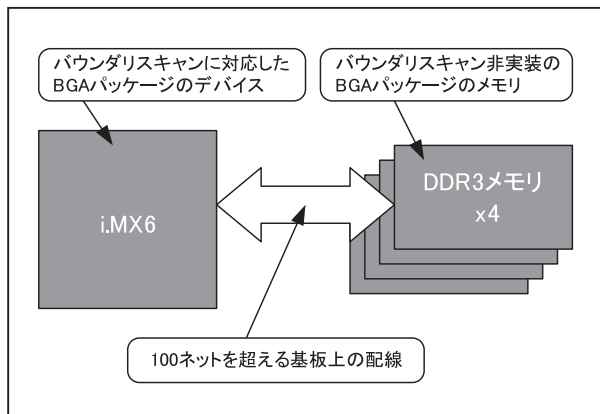 バウンダリスキャンに対応した
BGAパッケージのデバイス
バウンダリスキャン非実装の
BGAパッケージのメモリ
i.MX6
DDR3メモリ
x4
100ネットを超える基板上の配線